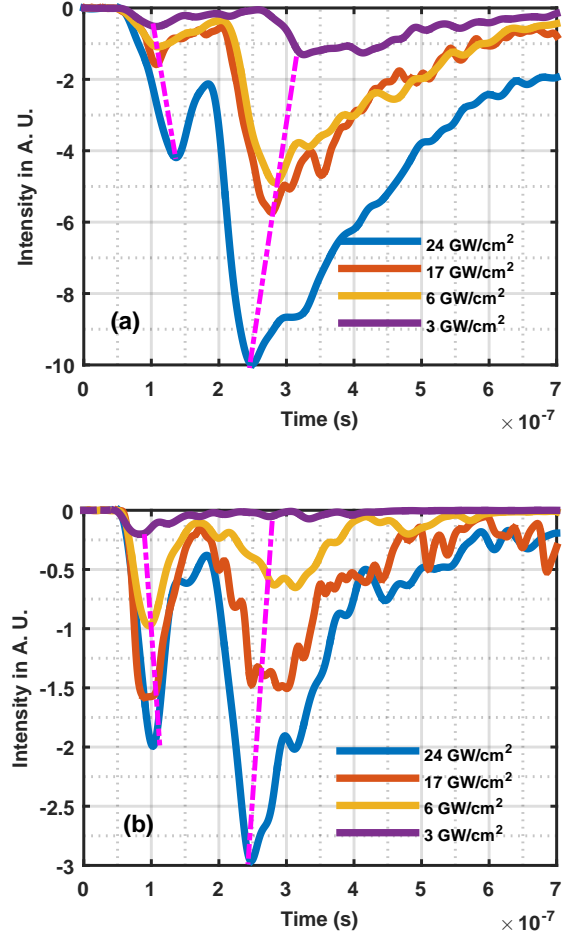 0
-2
-4
-6
-8
-10
Intensity in A. U.
(a)
24 GW/cm²
17 GW/cm²
6 GW/cm²
3 GW/cm²
0 1 2 3 4 5 6 7
Time (s)
× 10⁻⁷
0
-0.5
-1
-1.5
-2
-2.5
-3
Intensity in A. U.
(b)
24 GW/cm²
17 GW/cm²
6 GW/cm²
3 GW/cm²
0 1 2 3 4 5 6 7
Time (s)
× 10⁻⁷